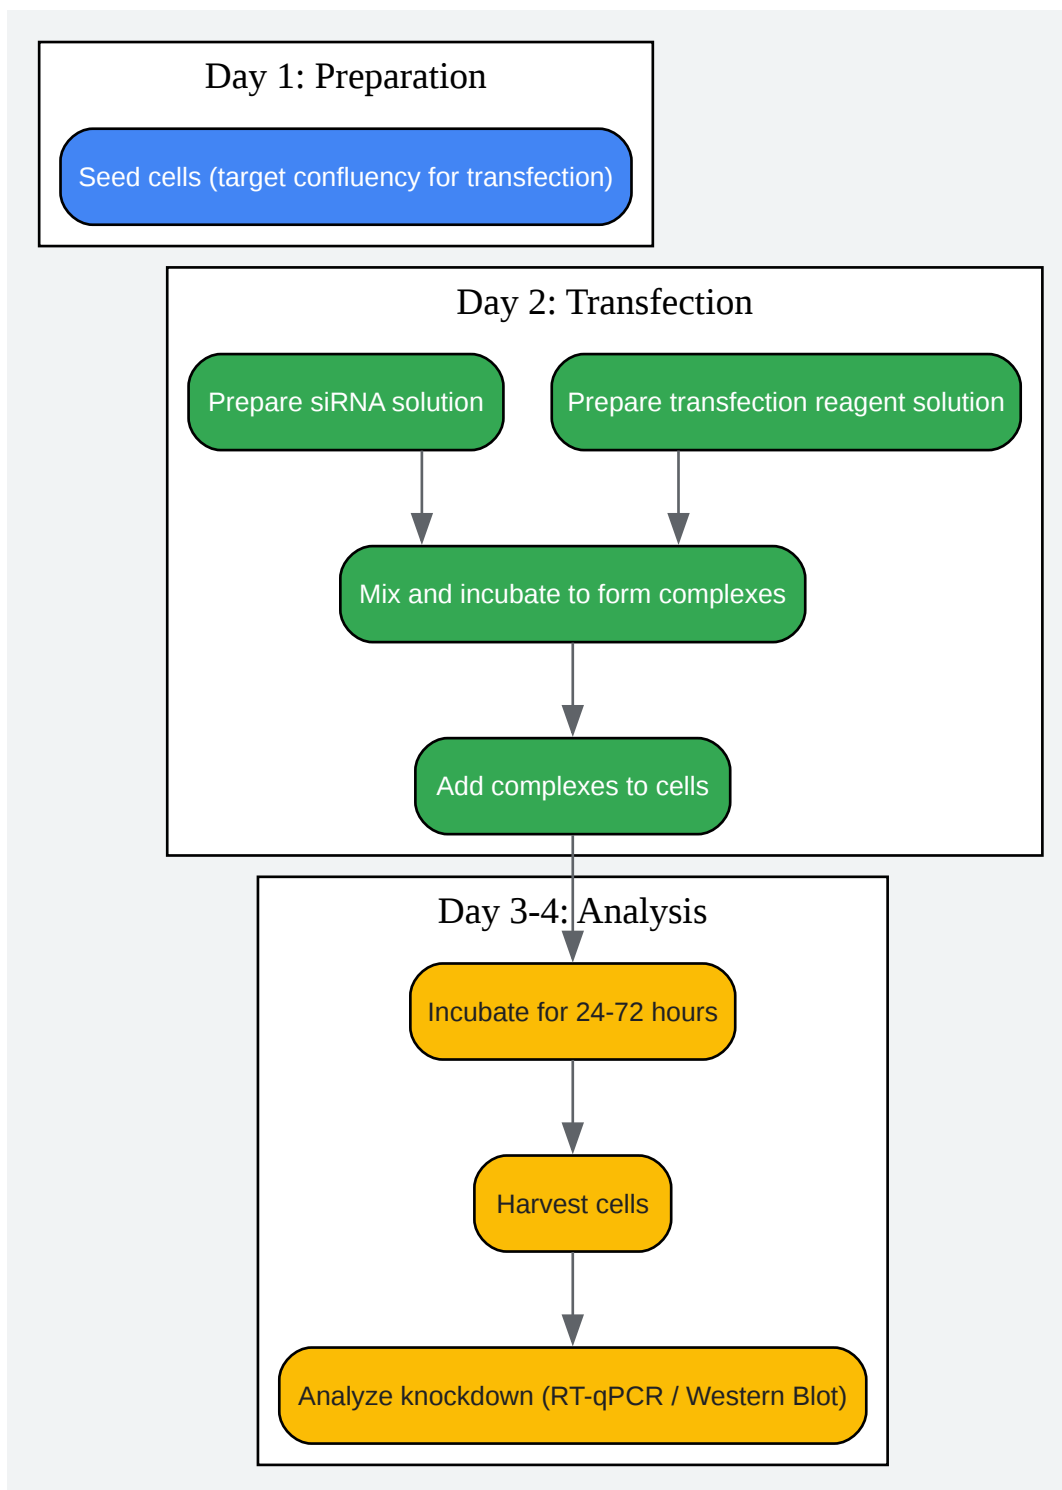 Day 1: Preparation
Seed cells (target confluency for transfection)
Day 2: Transfection
Prepare siRNA solution
Prepare transfection reagent solution
Mix and incubate to form complexes
Add complexes to cells
Day 3-4: Analysis
Incubate for 24-72 hours
Harvest cells
Analyze knockdown (RT-qPCR / Western Blot)